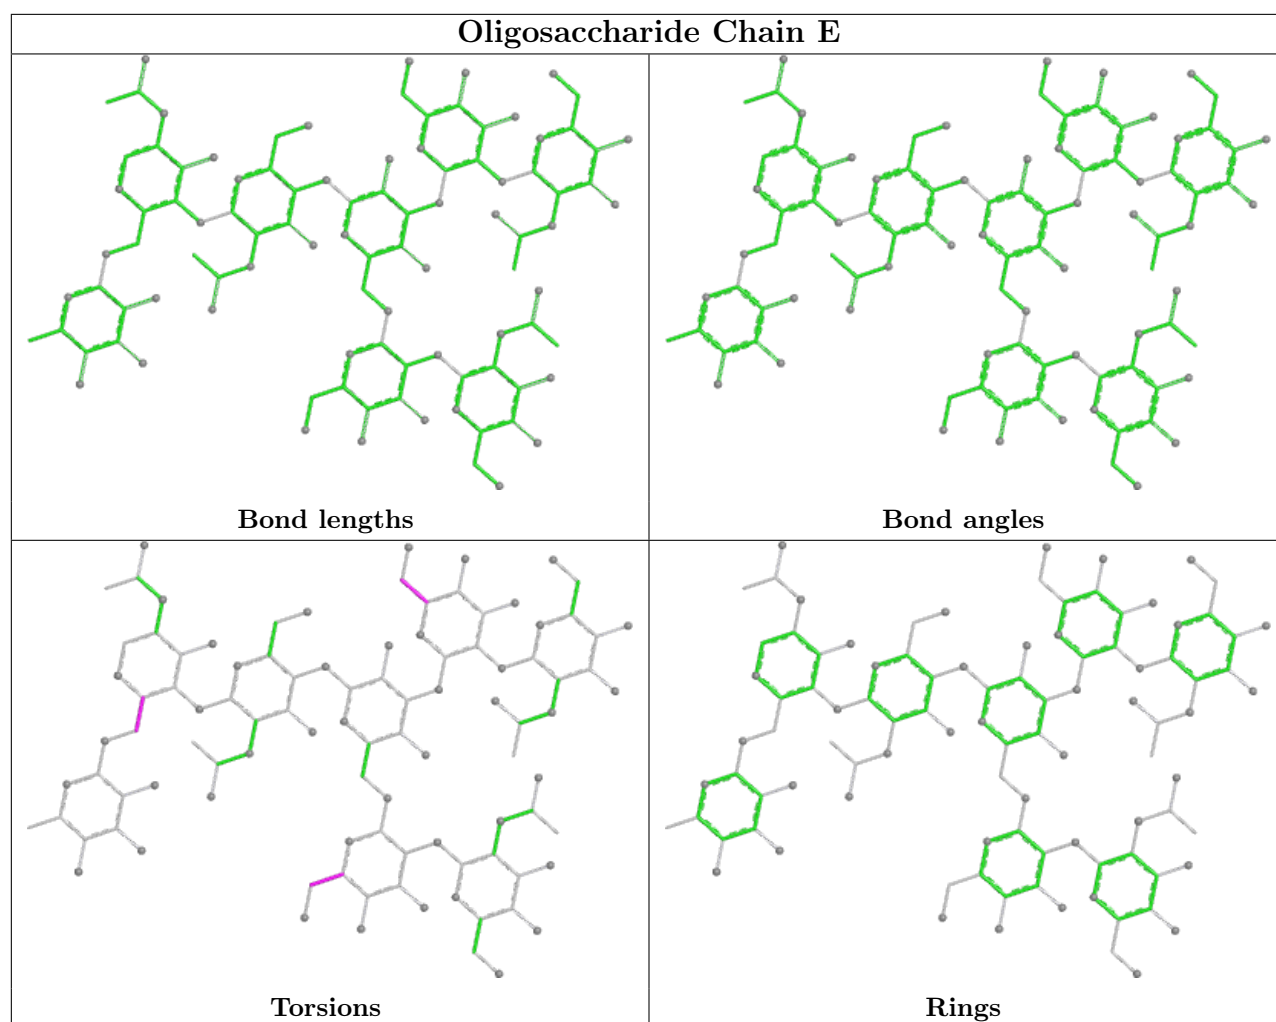 Oligosaccharide Chain E
Bond lengths
Bond angles
Torsions
Rings